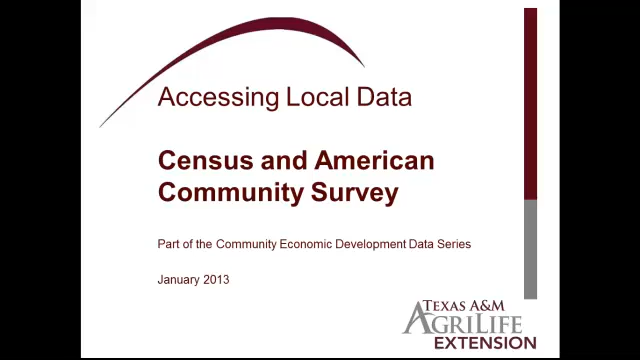 Accessing Local Data
Census and American
Community Survey
Part of the Community Economic Development Data Series
January 2013
TEXAS A&M
AGRILIFE
EXTENSION